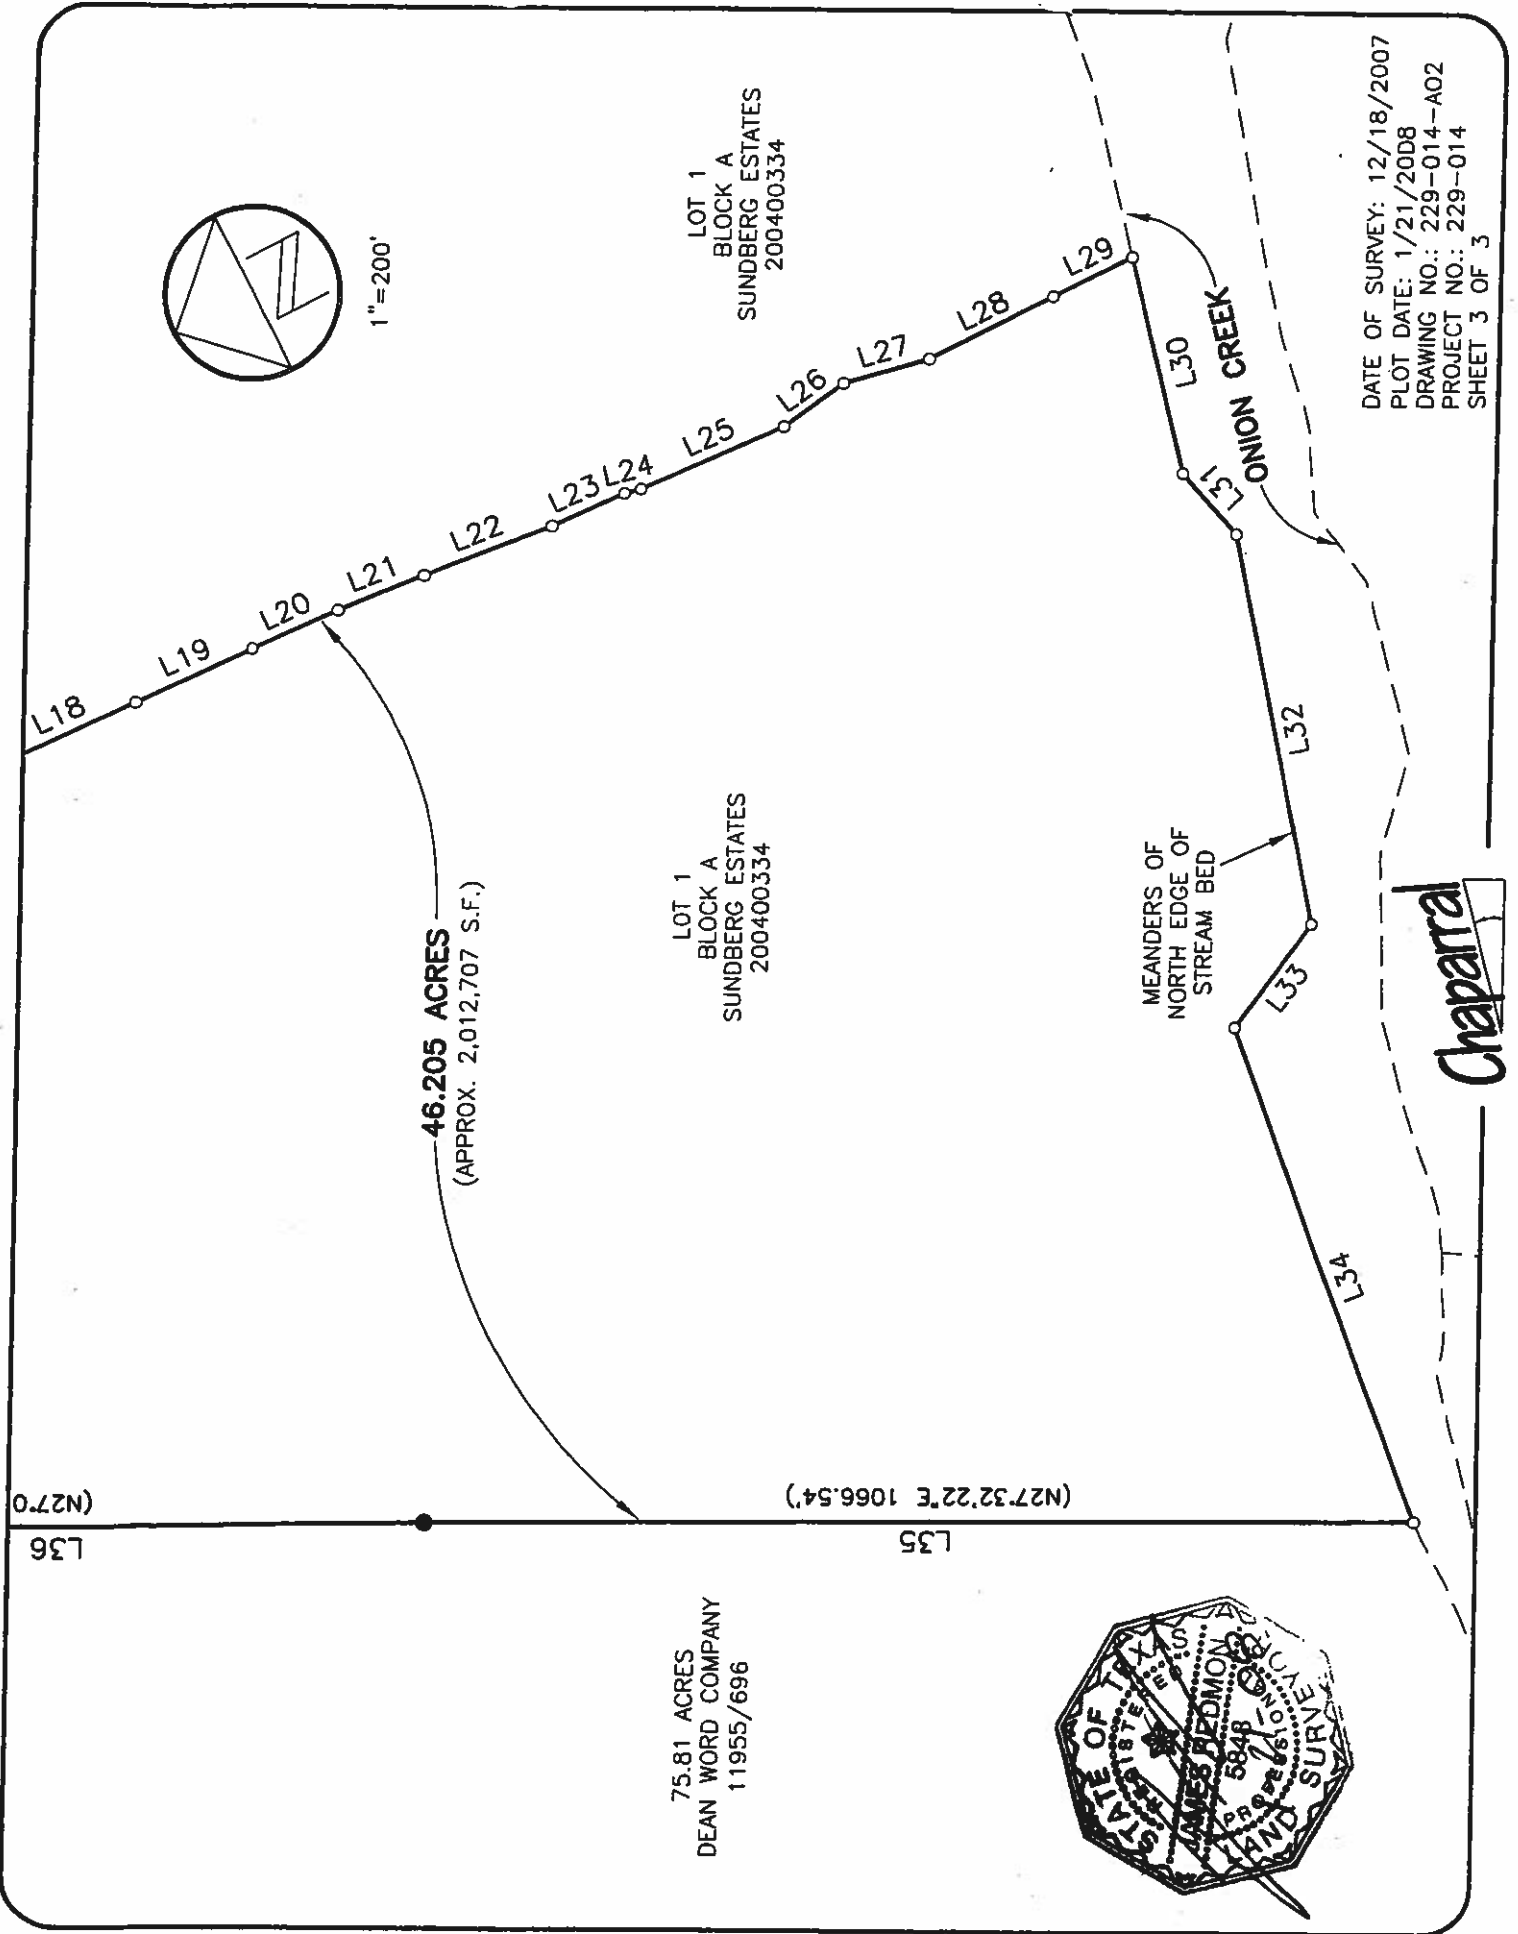 L18
L19
L20
L21
L22
L23
L24
L25
L26
L27
L28
L29
L30
L31
L32
L33
L34
L35
L36
(N27°32'22"E 1066.54')
(N27°0
1"=200'
LOT 1
BLOCK A
SUNDBERG ESTATES
200400334
46.205 ACRES
(APPROX. 2,012,707 S.F.)
LOT 1
BLOCK A
SUNDBERG ESTATES
200400334
ONION CREEK
MEANDERS OF
NORTH EDGE OF
STREAM BED
75.81 ACRES
DEAN WORD COMPANY
11955/696
STATE OF TEXAS
REGISTERED
JAMES REDMON
5848
PROFESSIONAL
LAND SURVEYOR
Chaparral
DATE OF SURVEY: 12/18/2007
PLOT DATE: 1/21/2008
DRAWING NO.: 229-014-A02
PROJECT NO.: 229-014
SHEET 3 OF 3